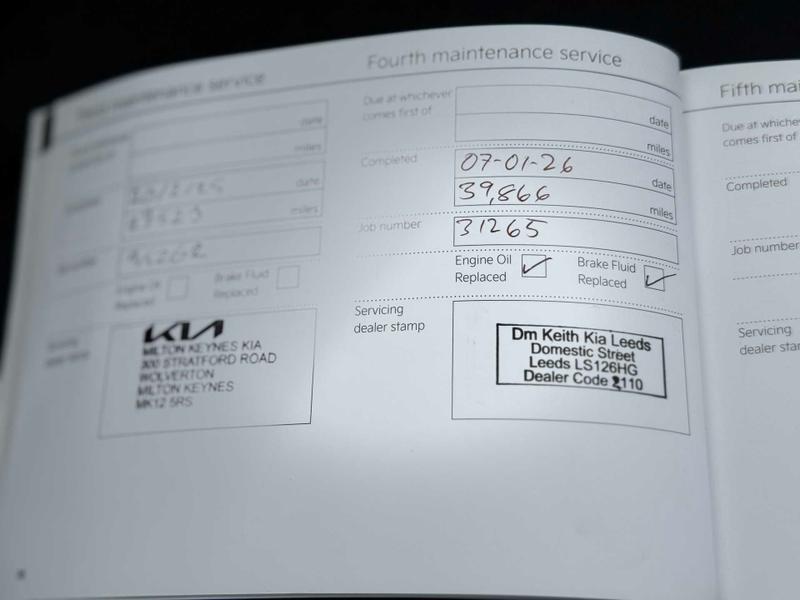 maintenance service
date
miles
date
miles
Engine Oil
Replaced
Brake Fluid
Replaced
KIA
MILTON KEYNES KIA
300 STRATFORD ROAD
WOLVERTON
MILTON KEYNES
MK12 5RS
Fourth maintenance service
Due at whichever
comes first of
date
miles
Completed
07-01-26
date
39,866
miles
Job number
31265
Engine Oil
Replaced
Brake Fluid
Replaced
Servicing
dealer stamp
Dm Keith Kia Leeds
Domestic Street
Leeds LS126HG
Dealer Code 2110
Fifth mai
Due at whiche
comes first of
Completed
Job number
Servicing
dealer stam